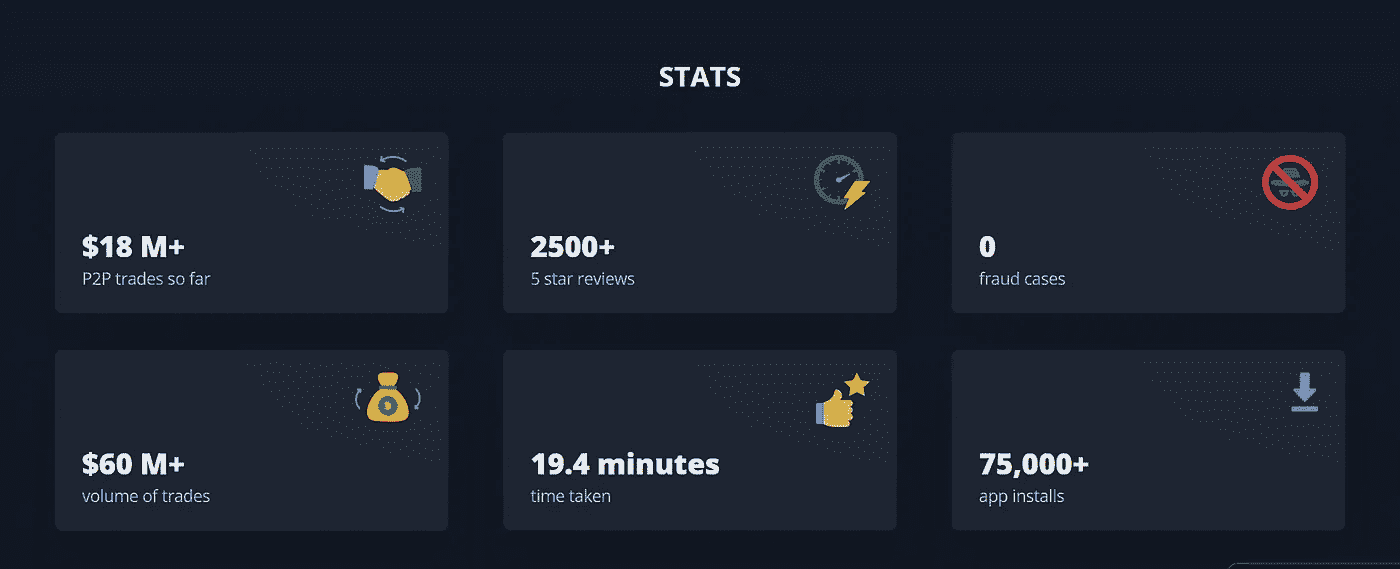 STATS
$18 M+
P2P trades so far
2500+
5 star reviews
0
fraud cases
$60 M+
volume of trades
19.4 minutes
time taken
75,000+
app installs